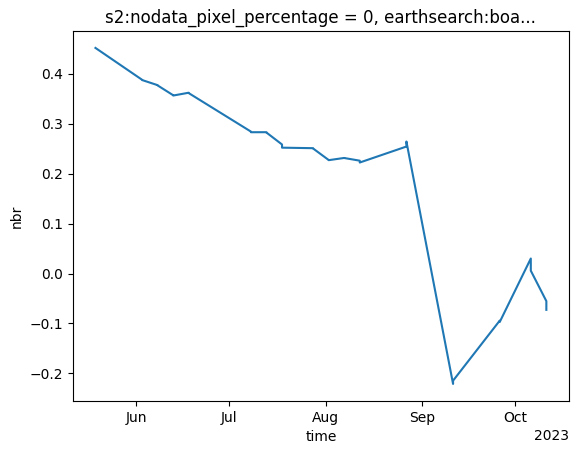 s2:nodata_pixel_percentage = 0, earthsearch:boa...
0.4
0.3
0.2
0.1
0.0
−0.1
−0.2
nbr
Jun Jul Aug Sep Oct
time
2023